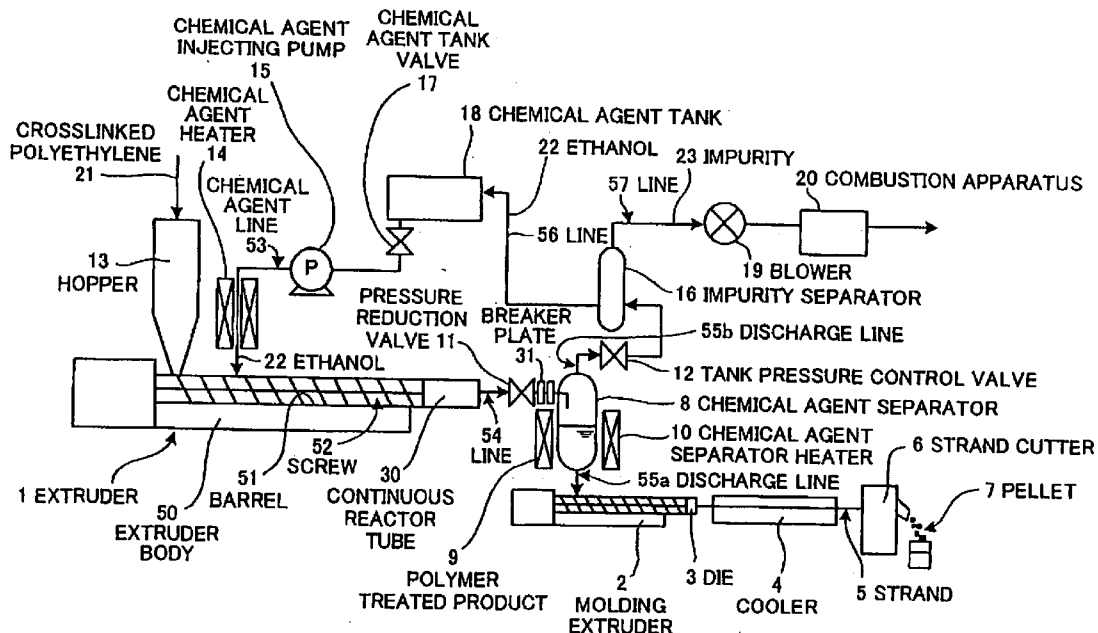 CHEMICAL AGENT
INJECTING PUMP
15
CHEMICAL
AGENT TANK
VALVE
17
CHEMICAL
AGENT
HEATER
14
CROSSLINKED
POLYETHYLENE
21
CHEMICAL
AGENT
LINE
53
18 CHEMICAL AGENT TANK
22 ETHANOL
23 IMPURITY
57 LINE
20 COMBUSTION APPARATUS
56 LINE
P
13
HOPPER
19 BLOWER
16 IMPURITY SEPARATOR
PRESSURE
REDUCTION
VALVE 11
BREAKER
PLATE
31
55b DISCHARGE LINE
22 ETHANOL
12 TANK PRESSURE CONTROL VALVE
8 CHEMICAL AGENT SEPARATOR
10 CHEMICAL AGENT
SEPARATOR HEATER
6 STRAND CUTTER
7 PELLET
54
LINE
52
SCREW
51
BARREL
30
CONTINUOUS
REACTOR
TUBE
1 EXTRUDER
50
EXTRUDER
BODY
55a DISCHARGE LINE
9
POLYMER
TREATED PRODUCT
2
MOLDING
EXTRUDER
3 DIE
4
COOLER
5 STRAND